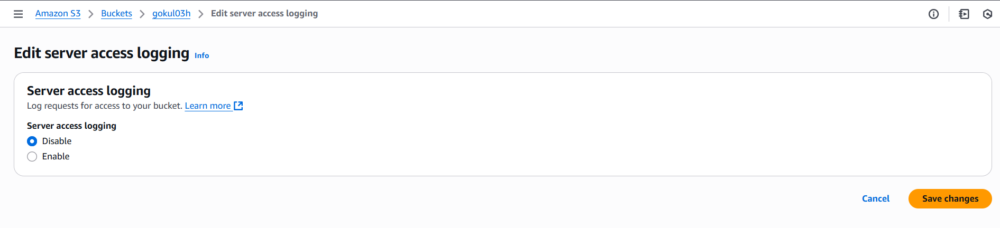 Amazon S3 > Buckets > gokul03h > Edit server access logging
Edit server access logging Info
Server access logging
Log requests for access to your bucket. Learn more
Server access logging
Disable
Enable
Cancel Save changes